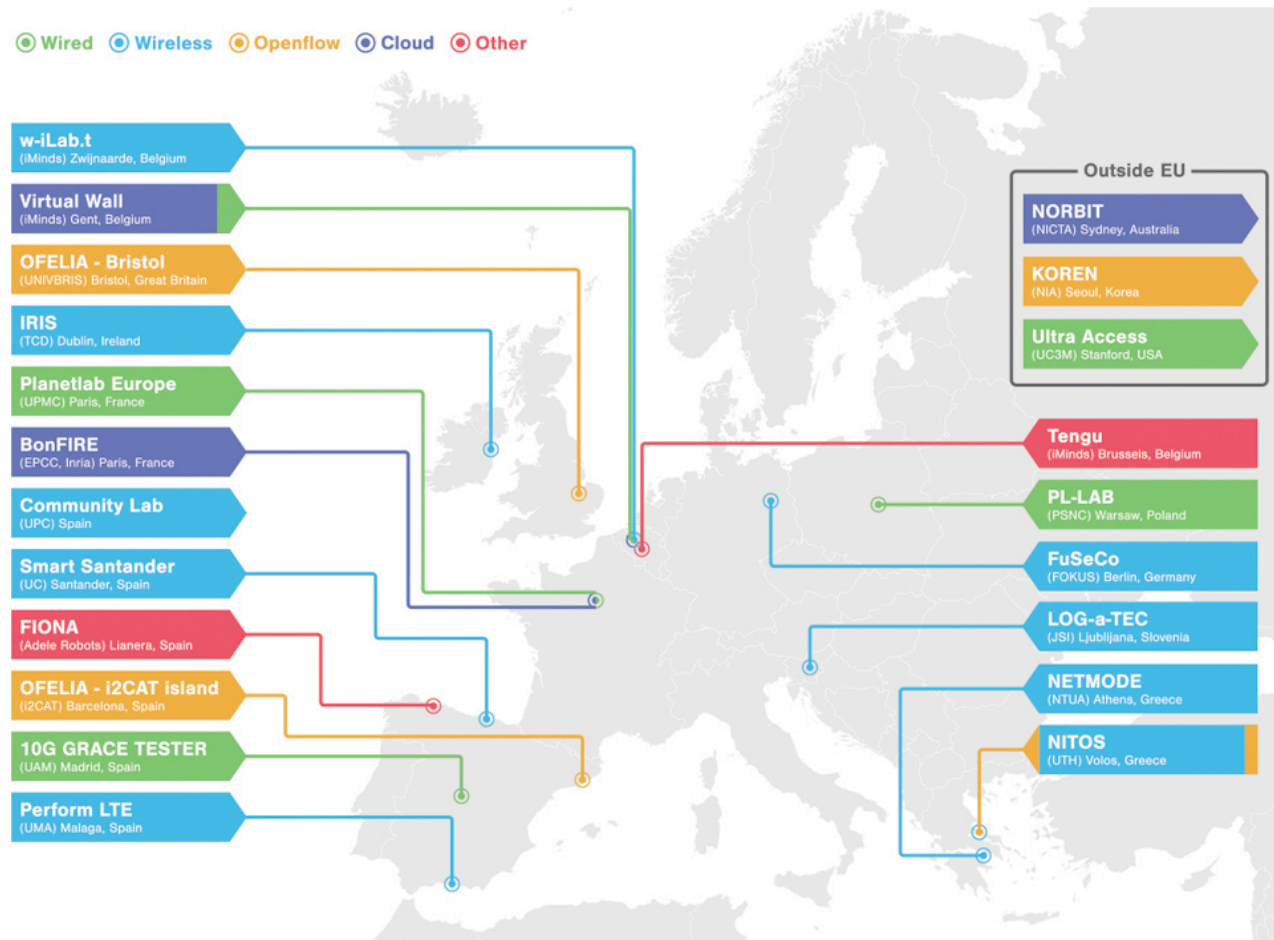 Wired Wireless Openflow Cloud Other
w-iLab.t
(iMinds) Zwijnaarde, Belgium
Virtual Wall
(iMinds) Gent, Belgium
OFELIA - Bristol
(UNIVBRIS) Bristol, Great Britain
IRIS
(TCD) Dublin, Ireland
Planetlab Europe
(UPMC) Paris, France
BonFIRE
(EPCC, Inria) Paris, France
Community Lab
(UPC) Spain
Smart Santander
(UC) Santander, Spain
FIONA
(Adele Robots) Llanera, Spain
OFELIA - i2CAT island
(i2CAT) Barcelona, Spain
10G GRACE TESTER
(UAM) Madrid, Spain
Perform LTE
(UMA) Malaga, Spain
Outside EU
NORBIT
(NICTA) Sydney, Australia
KOREN
(NIA) Seoul, Korea
Ultra Access
(UC3M) Stanford, USA
Tengu
(iMinds) Brussels, Belgium
PL-LAB
(PSNC) Warsaw, Poland
FuSeCo
(FOKUS) Berlin, Germany
LOG-a-TEC
(JSI) Ljublijana, Slovenia
NETMODE
(NTUA) Athens, Greece
NITOS
(UTH) Volos, Greece